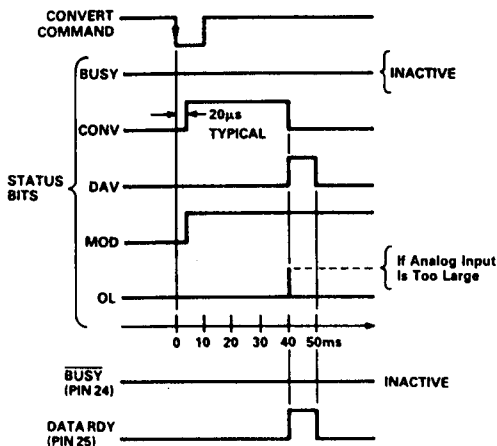 CONVERT
COMMAND
BUSY
INACTIVE
20µs
TYPICAL
CONV
STATUS
BITS
DAV
MOD
If Analog Input
Is Too Large
OL
0 10 20 30 40 50ms
BUSY
(PIN 24)
INACTIVE
DATA RDY
(PIN 25)